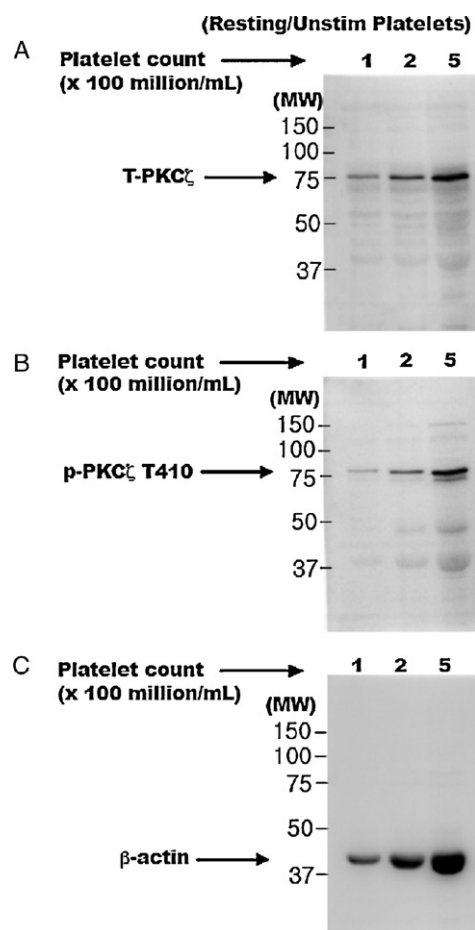 (Resting/Unstim Platelets)
A
Platelet count 1 2 5
(x 100 million/mL)
(MW)
150
100
T-PKCζ 75
50
37
B
Platelet count 1 2 5
(x 100 million/mL)
(MW)
150
100
p-PKCζ T410 75
50
37
C
Platelet count 1 2 5
(x 100 million/mL)
(MW)
150
100
75
50
β-actin
37